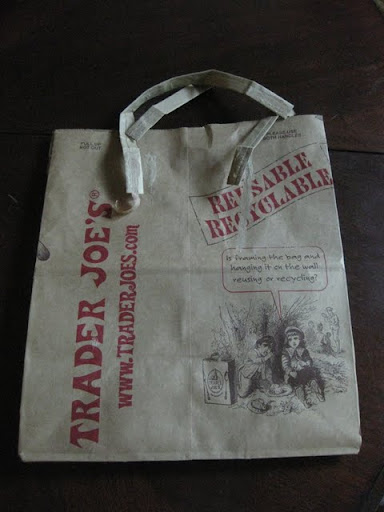 REUSABLE
RECYCLABLE
Is framing the bag and
hanging it on the wall
reusing or recycling?
TRADER JOE'S®
www.TRADERJOES.com